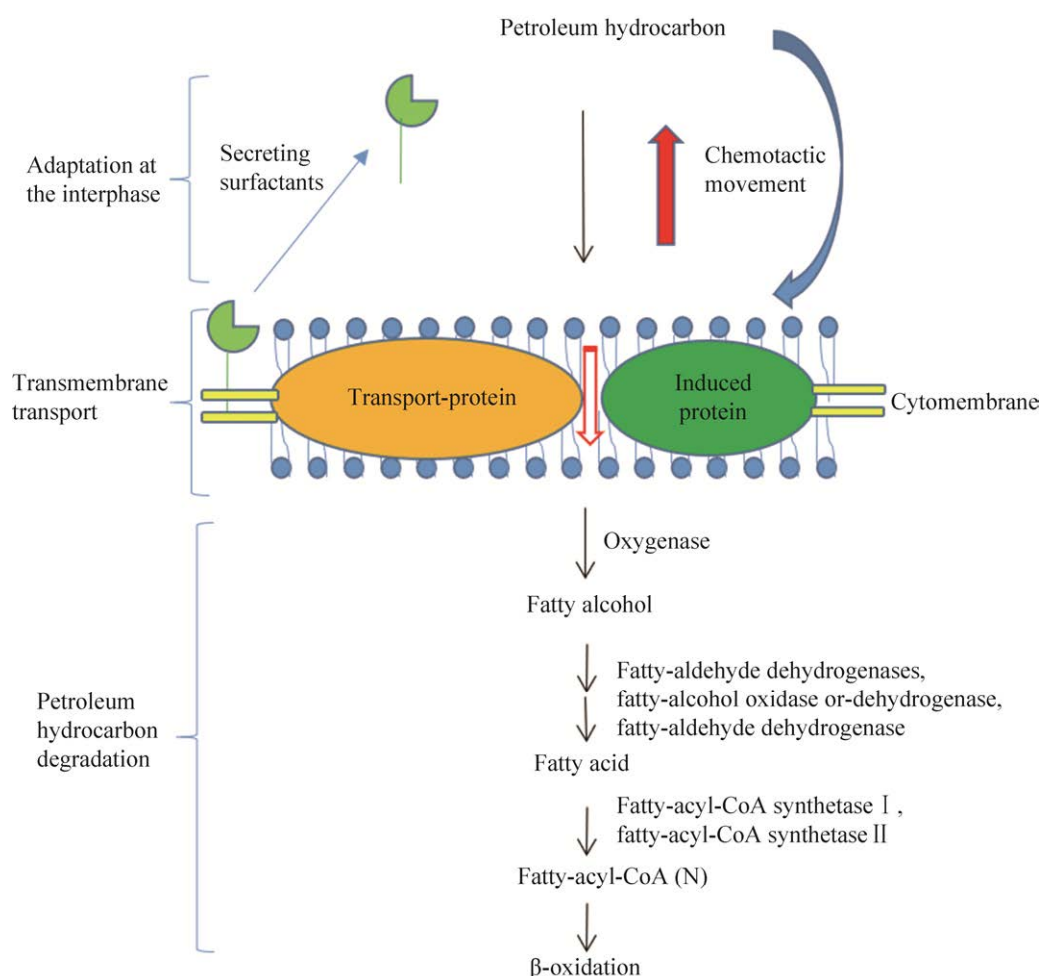 Petroleum hydrocarbon
Adaptation at
the interphase
Secreting
surfactants
Chemotactic
movement
Transmembrane
transport
Transport-protein
Induced
protein
Cytomembrane
Petroleum
hydrocarbon
degradation
Oxygenase
Fatty alcohol
Fatty-aldehyde dehydrogenases,
fatty-alcohol oxidase or-dehydrogenase,
fatty-aldehyde dehydrogenase
Fatty acid
Fatty-acyl-CoA synthetase Ⅰ,
fatty-acyl-CoA synthetase Ⅱ
Fatty-acyl-CoA (N)
β-oxidation